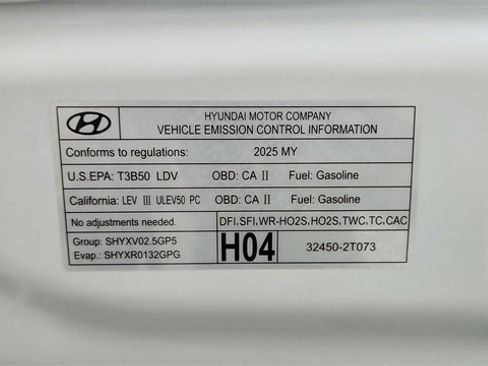 HYUNDAI MOTOR COMPANY
VEHICLE EMISSION CONTROL INFORMATION
Conforms to regulations: 2025 MY
U.S.EPA: T3B50 LDV OBD: CA II Fuel: Gasoline
California: LEV III ULEV50 PC OBD: CA II Fuel: Gasoline
No adjustments needed. DFI.SFI.WR-HO2S.HO2S.TWC.TC.CAC
Group: SHYXV02.5GP5
Evap.: SHYXR0132GPG
H04 32450-2T073